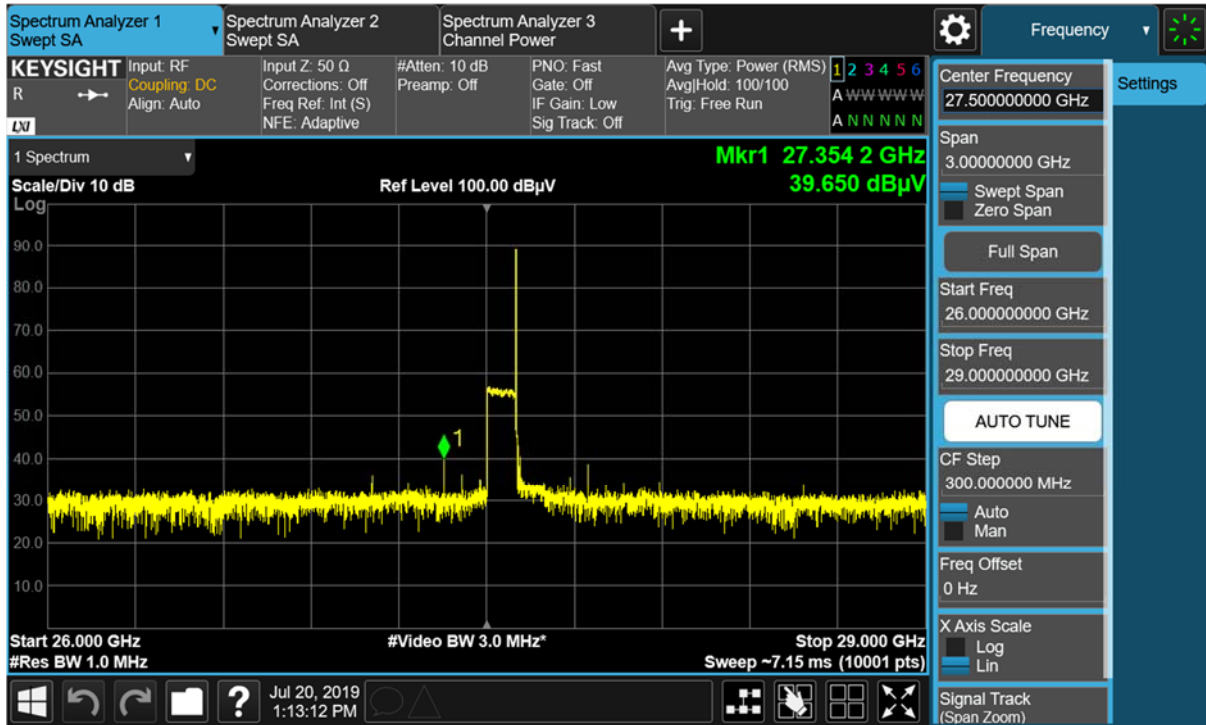 Spectrum Analyzer 1
Swept SA
Spectrum Analyzer 2
Swept SA
Spectrum Analyzer 3
Channel Power
Frequency
KEYSIGHT
R
LXI
Input: RF
Coupling: DC
Align: Auto
Input Z: 50 Ω
Corrections: Off
Freq Ref: Int (S)
NFE: Adaptive
#Atten: 10 dB
Preamp: Off
PNO: Fast
Gate: Off
IF Gain: Low
Sig Track: Off
Avg Type: Power (RMS)
Avg|Hold: 100/100
Trig: Free Run
1 2 3 4 5 6
A W W W W W
A N N N N N
1 Spectrum
Scale/Div 10 dB
Ref Level 100.00 dBµV
Mkr1 27.354 2 GHz
39.650 dBµV
Log
90.0
80.0
70.0
60.0
50.0
40.0
30.0
20.0
10.0
1
Start 26.000 GHz
#Res BW 1.0 MHz
#Video BW 3.0 MHz*
Stop 29.000 GHz
Sweep ~7.15 ms (10001 pts)
Settings
Center Frequency
27.500000000 GHz
Span
3.00000000 GHz
Swept Span
Zero Span
Full Span
Start Freq
26.000000000 GHz
Stop Freq
29.000000000 GHz
AUTO TUNE
CF Step
300.000000 MHz
Auto
Man
Freq Offset
0 Hz
X Axis Scale
Log
Lin
Signal Track
(Span Zoom)
?
Jul 20, 2019
1:13:12 PM